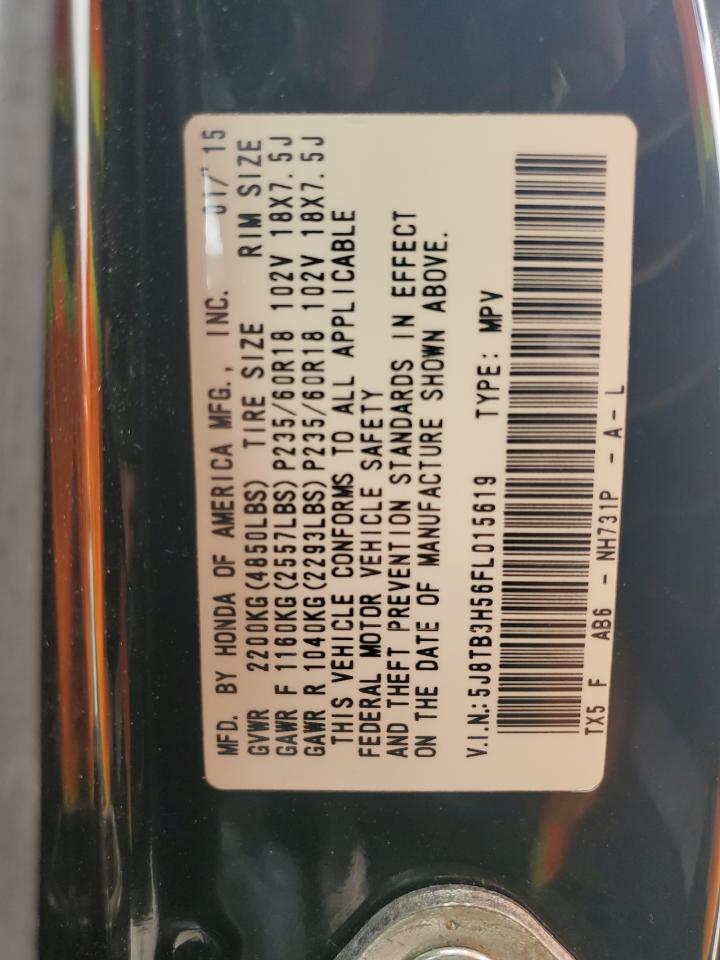 MFD. BY HONDA OF AMERICA MFG., INC. 01/'15
GVWR 2200KG(4850LBS) TIRE SIZE RIM SIZE
GAWR F 1160KG(2557LBS)P235/60R18 102V 18X7.5J
GAWR R 1040KG(2293LBS)P235/60R18 102V 18X7.5J
THIS VEHICLE CONFORMS TO ALL APPLICABLE
FEDERAL MOTOR VEHICLE SAFETY
AND THEFT PREVENTION STANDARDS IN EFFECT
ON THE DATE OF MANUFACTURE SHOWN ABOVE.
V.I.N.:5J8TB3H56FL015619 TYPE: MPV
TX5 F AB6 - NH731P - A - L